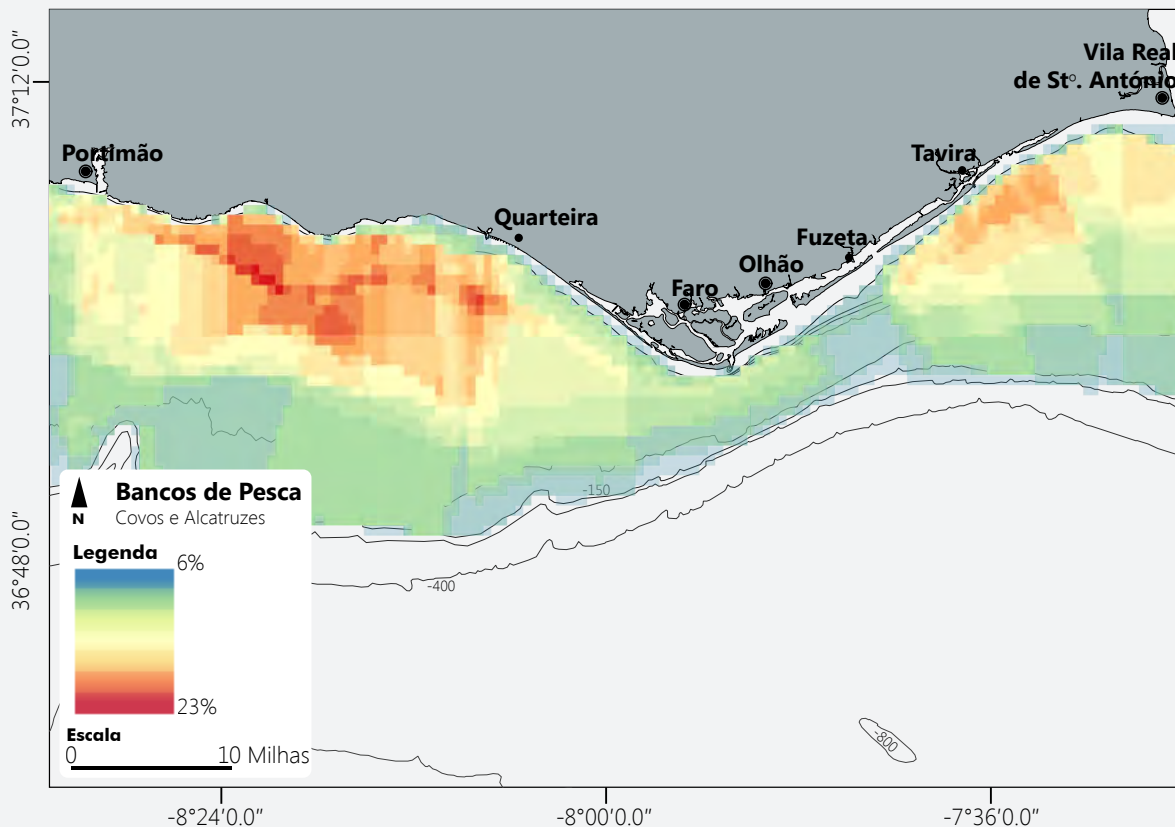 Vila Real
de Stº. António
37°12'0.0"
Portimão
Tavira
Quarteira
Fuzeta
Olhão
Faro
-150
-400
-800
36°48'0.0"
N
Bancos de Pesca
Covos e Alcatruzes
Legenda
6%
23%
Escala
0 10 Milhas
-8°24'0.0"
-8°00'0.0"
-7°36'0.0"